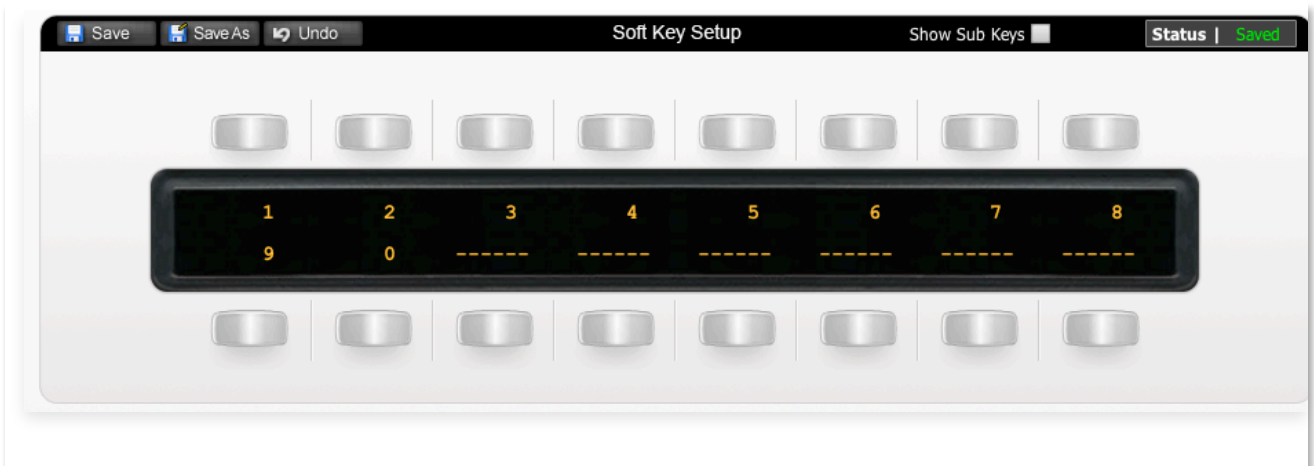 Save Save As Undo Soft Key Setup Show Sub Keys Status | Saved
1 2 3 4 5 6 7 8
9 0 ------ ------ ------ ------ ------ ------